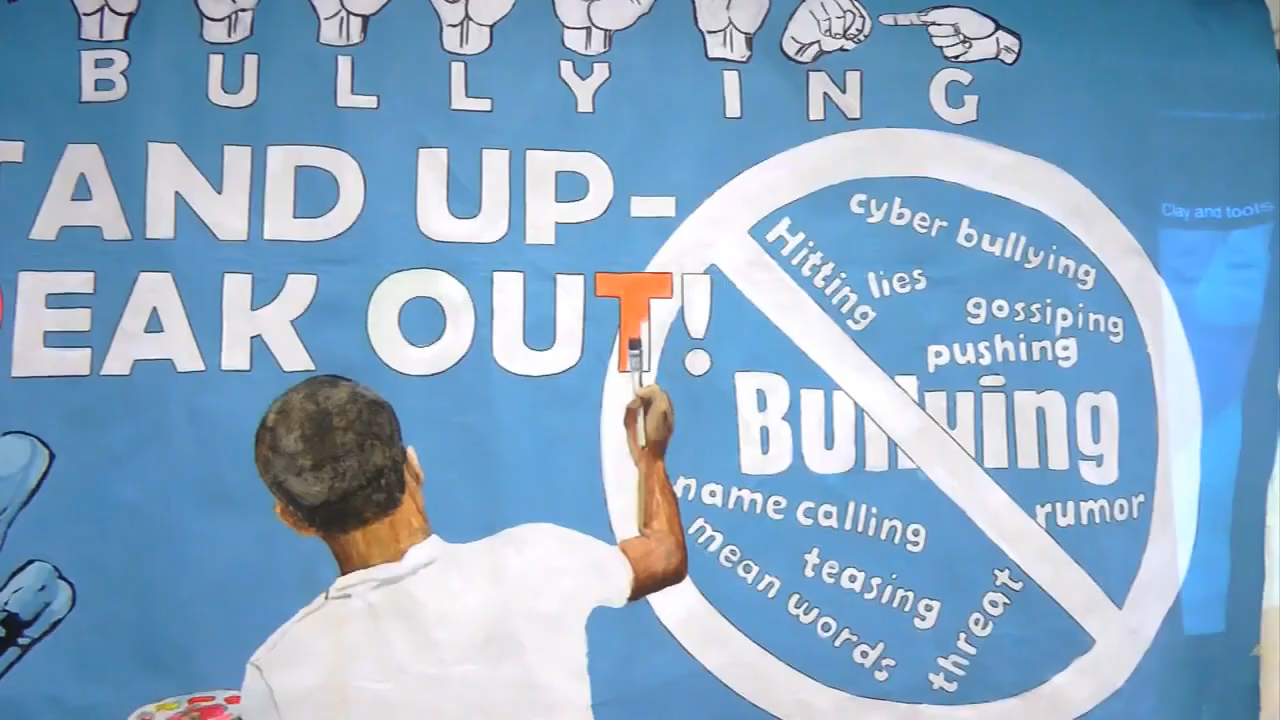 BULLYING
TAND UP-
EAK OUT!
cyber bullying
Hitting
lies
gossiping
pushing
Bullying
name calling
rumor
mean words
teasing
threat
Clay and tools